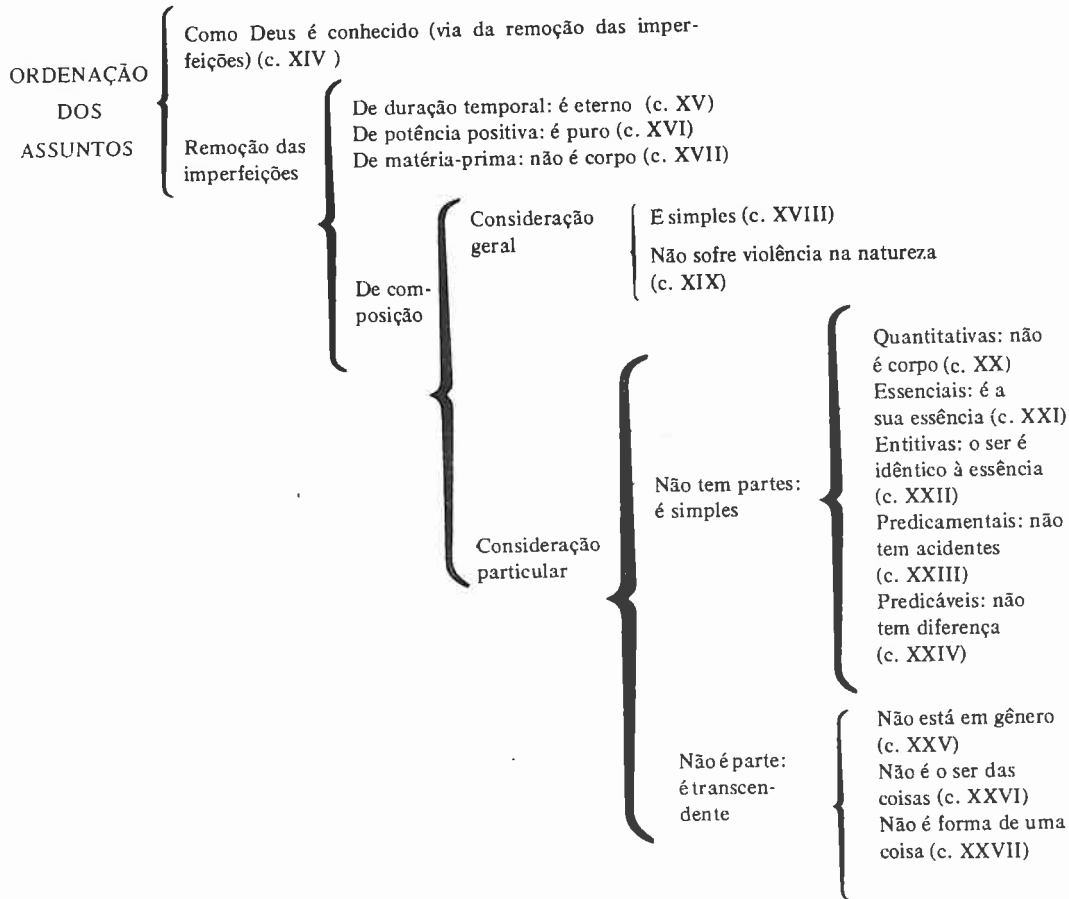 ORDENAÇÃO
DOS
ASSUNTOS
Como Deus é conhecido (via da remoção das imper-
feições) (c. XIV )
Remoção das
imperfeições
De duração temporal: é eterno (c. XV)
De potência positiva: é puro (c. XVI)
De matéria-prima: não é corpo (c. XVII)
De com-
posição
Consideração
geral
E simples (c. XVIII)
Não sofre violência na natureza
(c. XIX)
Consideração
particular
Não tem partes:
é simples
Quantitativas: não
é corpo (c. XX)
Essenciais: é a
sua essência (c. XXI)
Entitivas: o ser é
idêntico à essência
(c. XXII)
Predicamentais: não
tem acidentes
(c. XXIII)
Predicáveis: não
tem diferença
(c. XXIV)
Não é parte:
é transcen-
dente
Não está em gênero
(c. XXV)
Não é o ser das
coisas (c. XXVI)
Não é forma de uma
coisa (c. XXVII)